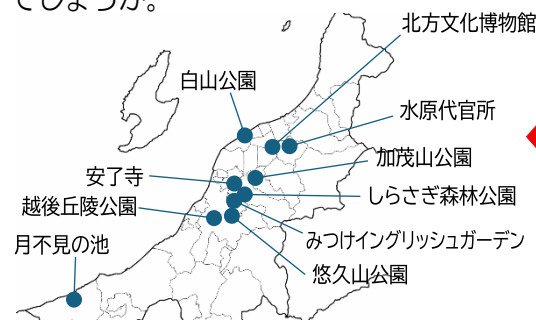 でしょうか。
北方文化博物館
白山公園
水原代官所
加茂山公園
安了寺
しらさぎ森林公園
越後丘陵公園
みつけイングリッシュガーデン
月不見の池
悠久山公園